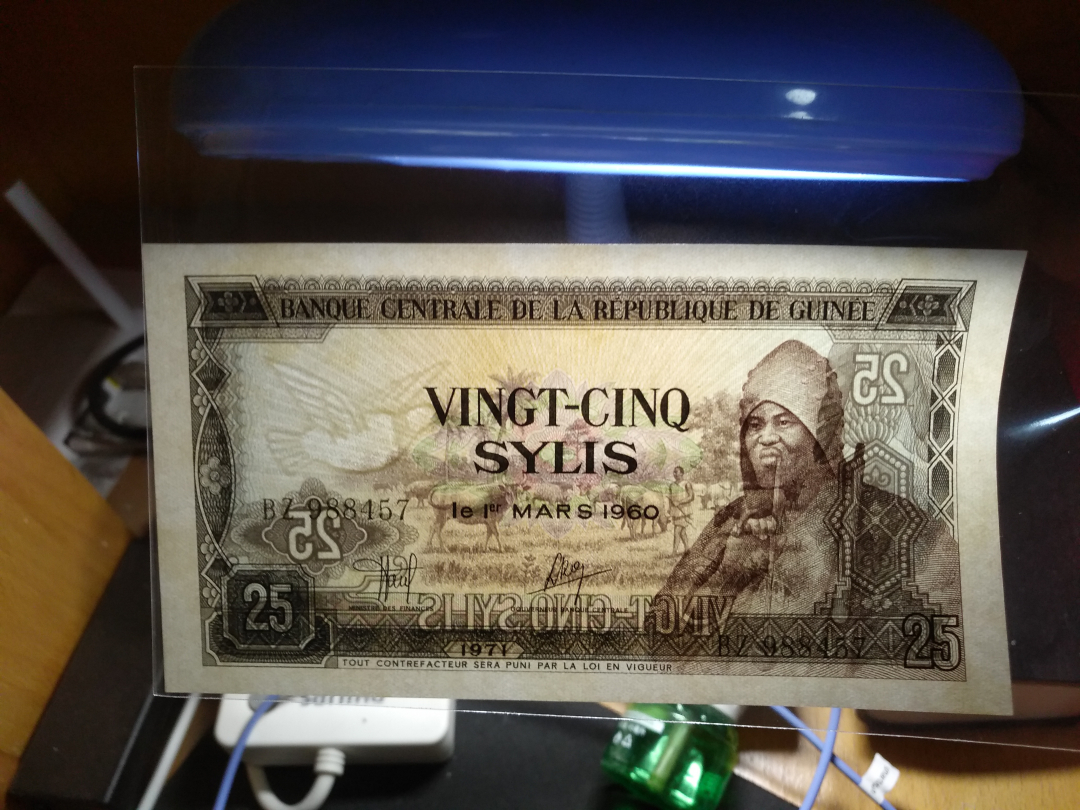 BANQUE CENTRALE DE LA REPUBLIQUE DE GUINÉE
25
VINGT-CINQ
SYLIS
BZ 988457
le 1er MARS 1960
25
25
MINISTRE DES FINANCES
GOUVERNEUR BANQUE CENTRALE
VINGT-CINQ SYLIS
1971
BZ 988457
25
TOUT CONTREFACTEUR SERA PUNI PAR LA LOI EN VIGUEUR